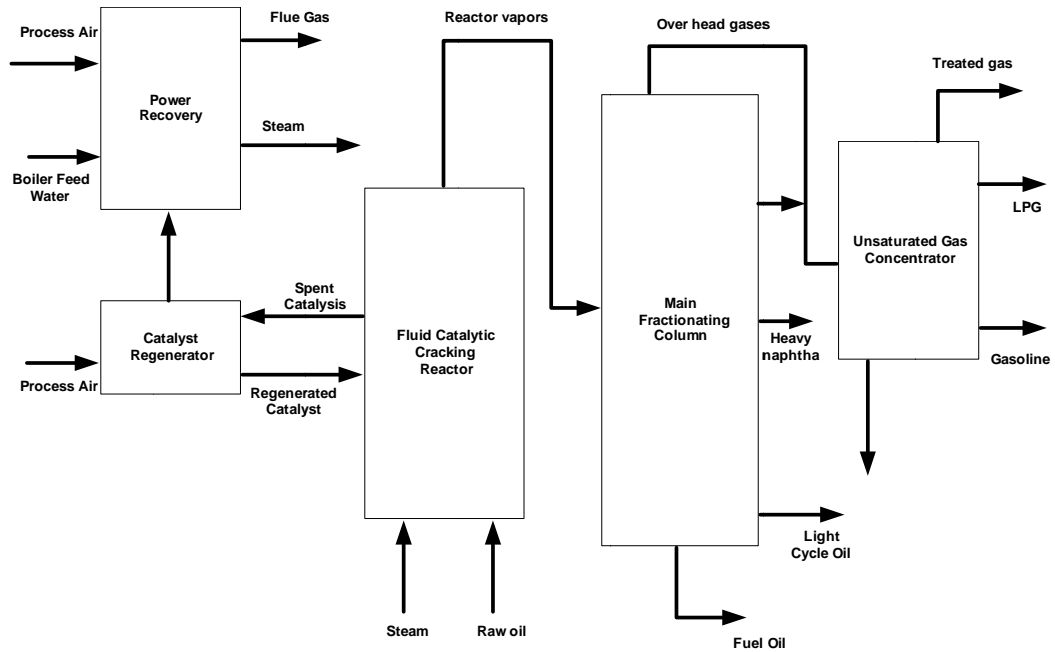 Reactor vapors
Flue Gas
Over head gases
Process Air
Treated gas
Power
Recovery
Steam
Boiler Feed
Water
LPG
Unsaturated Gas
Concentrator
Spent
Catalysis
Main
Fractionating
Column
Catalyst
Regenerator
Fluid Catalytic
Cracking
Reactor
Heavy
naphtha
Gasoline
Process Air
Regenerated
Catalyst
Light
Cycle Oil
Steam
Raw oil
Fuel Oil